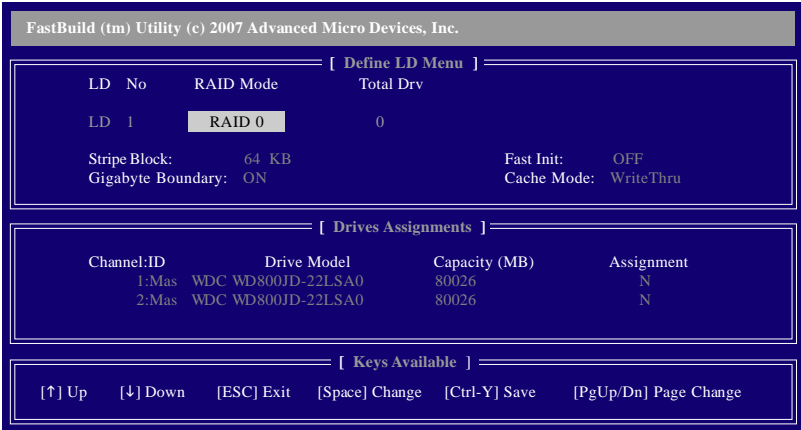 FastBuild (tm) Utility (c) 2007 Advanced Micro Devices, Inc.
[ Define LD Menu ]
LD No RAID Mode Total Drv
LD 1 RAID 0 0
Stripe Block: 64 KB Fast Init: OFF
Gigabyte Boundary: ON Cache Mode: WriteThru
[ Drives Assignments ]
Channel:ID Drive Model Capacity (MB) Assignment
1:Mas WDC WD800JD-22LSA0 80026 N
2:Mas WDC WD800JD-22LSA0 80026 N
[ Keys Available ]
[↑] Up [↓] Down [ESC] Exit [Space] Change [Ctrl-Y] Save [PgUp/Dn] Page Change